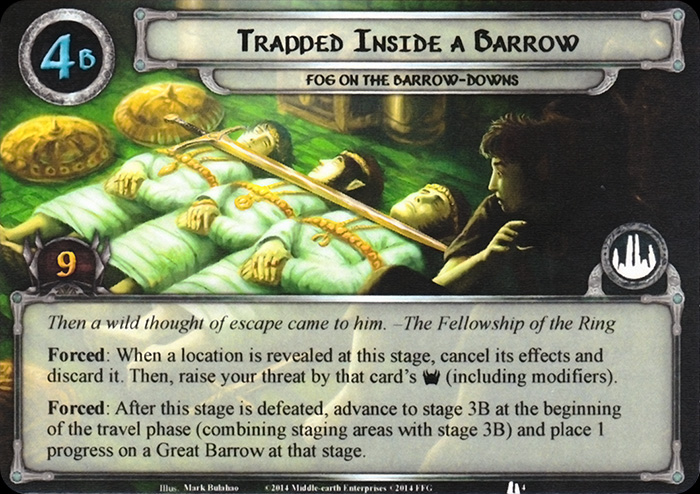 4B
Trapped Inside a Barrow
Fog on the Barrow-Downs
9
Then a wild thought of escape came to him. –The Fellowship of the Ring
Forced: When a location is revealed at this stage, cancel its effects and
discard it. Then, raise your threat by that card's (including modifiers).
Forced: After this stage is defeated, advance to stage 3B at the beginning
of the travel phase (combining staging areas with stage 3B) and place 1
progress on a Great Barrow at that stage.
Illus. Mark Bulahao ©2014 Middle-earth Enterprises ©2014 FFG 4